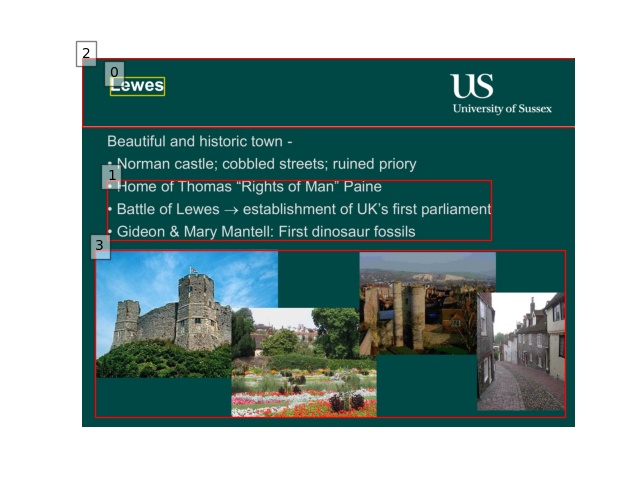 2
0
Lewes
US
University of Sussex
Beautiful and historic town -
• Norman castle; cobbled streets; ruined priory
1
• Home of Thomas “Rights of Man” Paine
• Battle of Lewes → establishment of UK’s first parliament
• Gideon & Mary Mantell: First dinosaur fossils
3